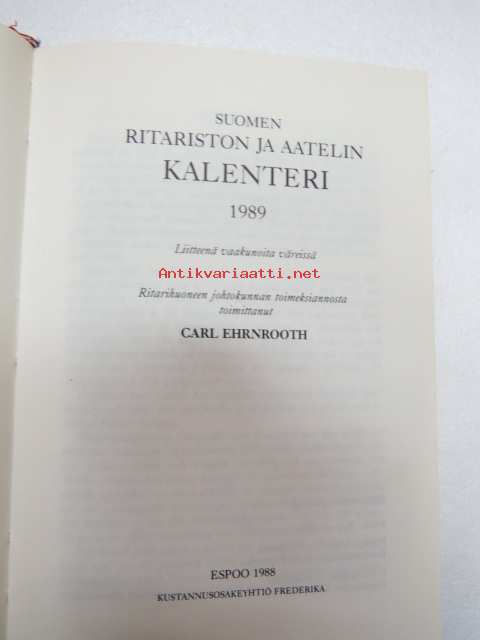 SUOMEN
RITARISTON JA AATELIN
KALENTERI
1989
Liitteenä vaakunoita väreissä
Antikvariaatti.net
Ritarihuoneen johtokunnan toimeksiannosta
toimittanut
CARL EHRNROOTH
ESPOO 1988
KUSTANNUSOSAKEYHTIÖ FREDERIKA